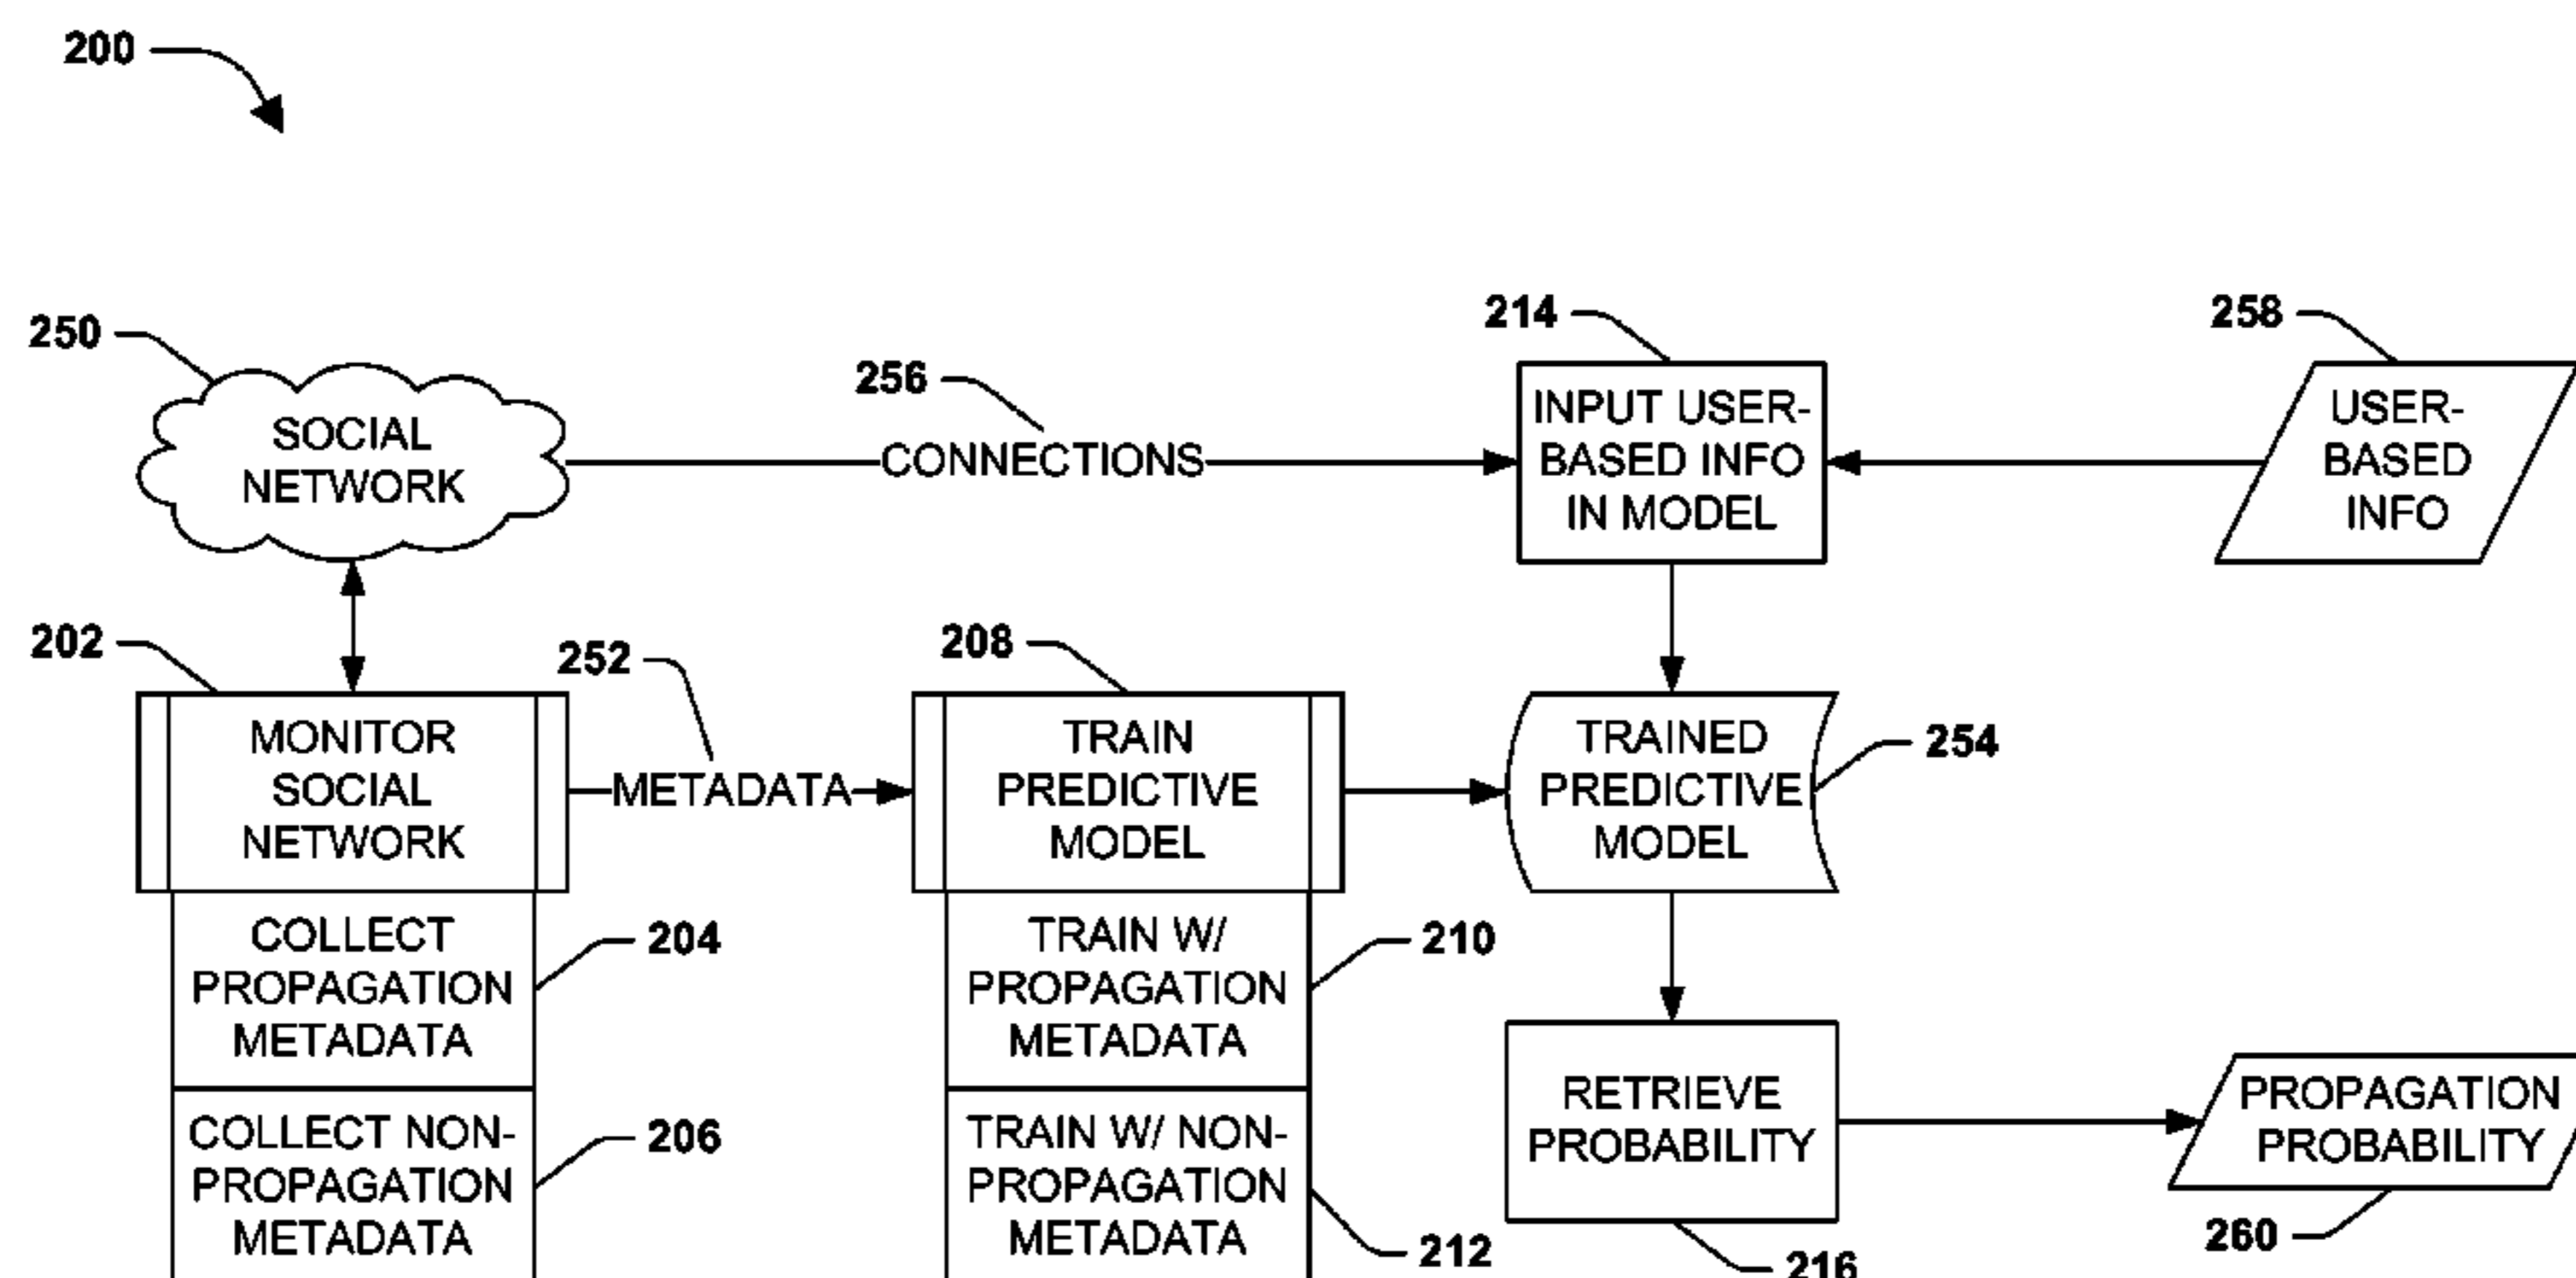 200
250
SOCIAL
NETWORK
256
CONNECTIONS
214
INPUT USER-
BASED INFO
IN MODEL
258
USER-
BASED
INFO
202
MONITOR
SOCIAL
NETWORK
252
METADATA
208
TRAIN
PREDICTIVE
MODEL
TRAINED
PREDICTIVE
MODEL
254
COLLECT
PROPAGATION
METADATA
204
TRAIN W/
PROPAGATION
METADATA
210
COLLECT NON-
PROPAGATION
METADATA
206
TRAIN W/ NON-
PROPAGATION
METADATA
212
RETRIEVE
PROBABILITY
216
PROPAGATION
PROBABILITY
260